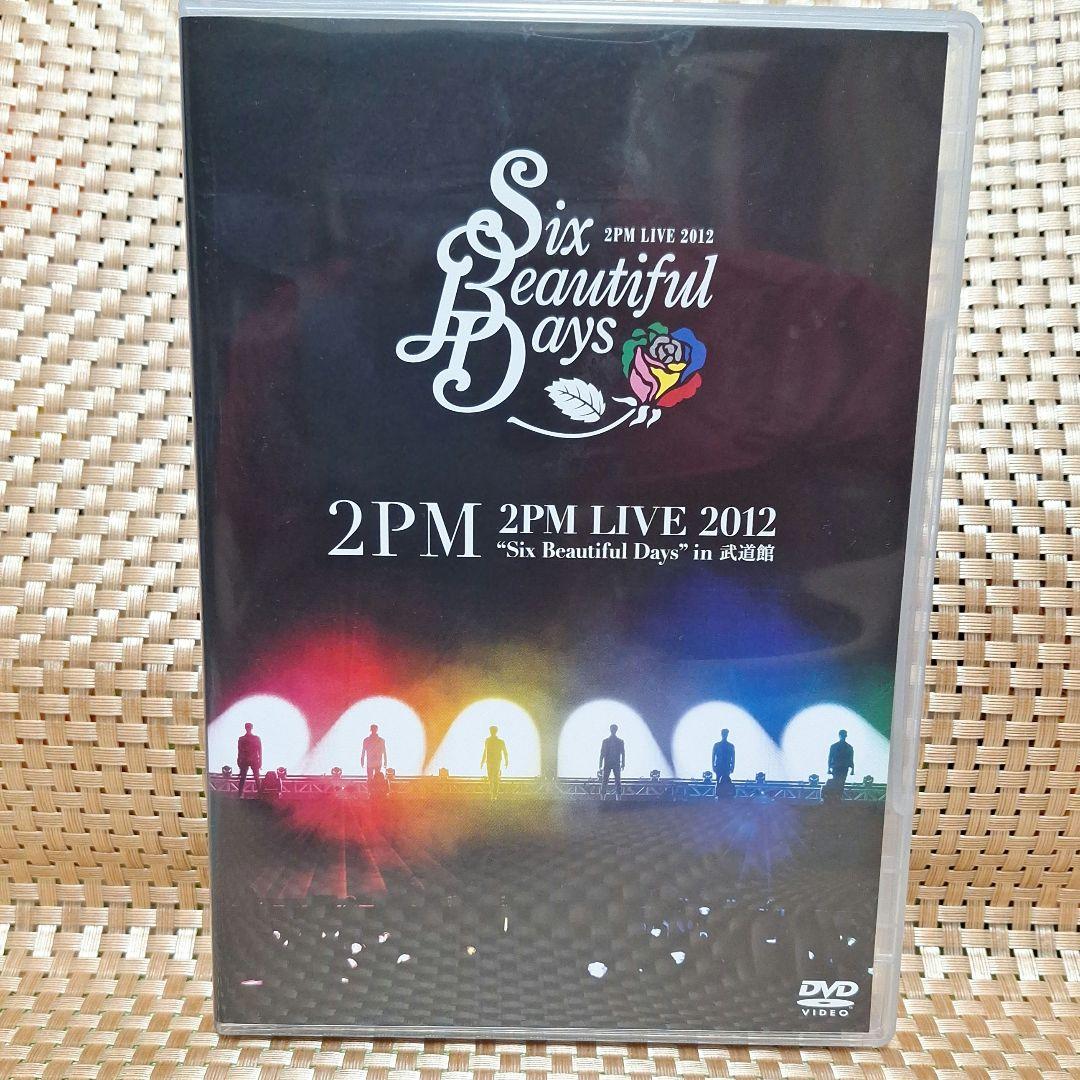 Six
2PM LIVE 2012
Beautiful
Days
2PM
2PM LIVE 2012
“Six Beautiful Days” in 武道館
DVD
VIDEO